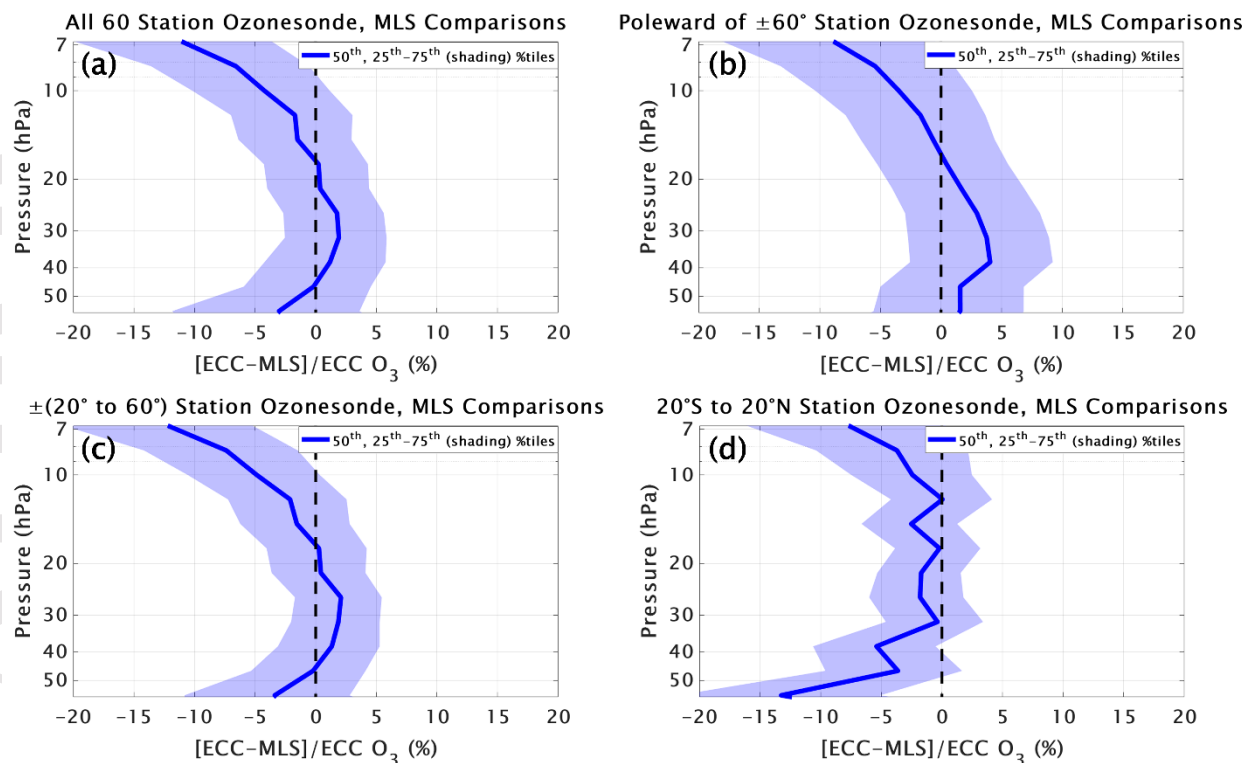 All 60 Station Ozonesonde, MLS Comparisons
7
10
20
30
40
50
Pressure (hPa)
(a)
50th, 25th-75th (shading) %tiles
-20 -15 -10 -5 0 5 10 15 20
[ECC-MLS]/ECC O3 (%)
Poleward of ±60° Station Ozonesonde, MLS Comparisons
7
10
20
30
40
50
Pressure (hPa)
(b)
50th, 25th-75th (shading) %tiles
-20 -15 -10 -5 0 5 10 15 20
[ECC-MLS]/ECC O3 (%)
±(20° to 60°) Station Ozonesonde, MLS Comparisons
7
10
20
30
40
50
Pressure (hPa)
(c)
50th, 25th-75th (shading) %tiles
-20 -15 -10 -5 0 5 10 15 20
[ECC-MLS]/ECC O3 (%)
20°S to 20°N Station Ozonesonde, MLS Comparisons
7
10
20
30
40
50
Pressure (hPa)
(d)
50th, 25th-75th (shading) %tiles
-20 -15 -10 -5 0 5 10 15 20
[ECC-MLS]/ECC O3 (%)